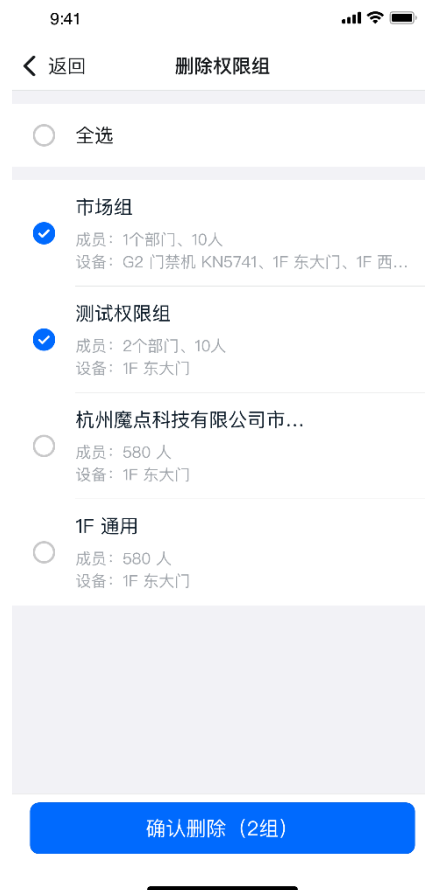 9:41
返回
删除权限组
全选
市场组
成员：1个部门、10人
设备：G2 门禁机 KN5741、1F 东大门、1F 西...
测试权限组
成员：2个部门、10人
设备：1F 东大门
杭州魔点科技有限公司市...
成员：580 人
设备：1F 东大门
1F 通用
成员：580 人
设备：1F 东大门
确认删除（2组）